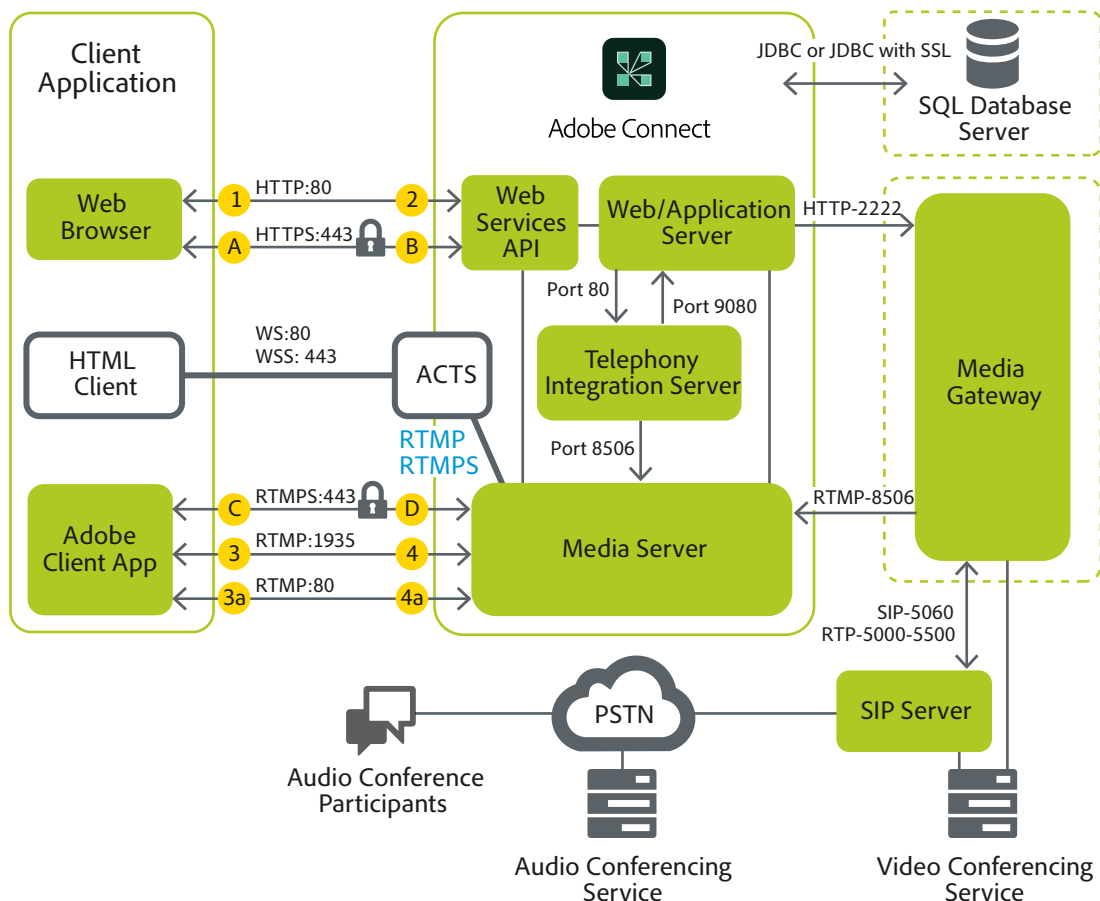 Client
Application
Adobe Connect
JDBC or JDBC with SSL
SQL Database
Server
Web
Browser
1
HTTP:80
2
A
HTTPS:443
B
Web
Services
API
Web/Application
Server
HTTP-2222
Port 80
Port 9080
HTML
Client
WS:80
WSS: 443
ACTS
Telephony
Integration Server
Media
Gateway
RTMP
RTMPS
Port 8506
Adobe
Client App
C
RTMPS:443
D
3
RTMP:1935
4
3a
RTMP:80
4a
Media Server
RTMP-8506
SIP-5060
RTP-5000-5500
PSTN
SIP Server
Audio Conference
Participants
Audio Conferencing
Service
Video Conferencing
Service